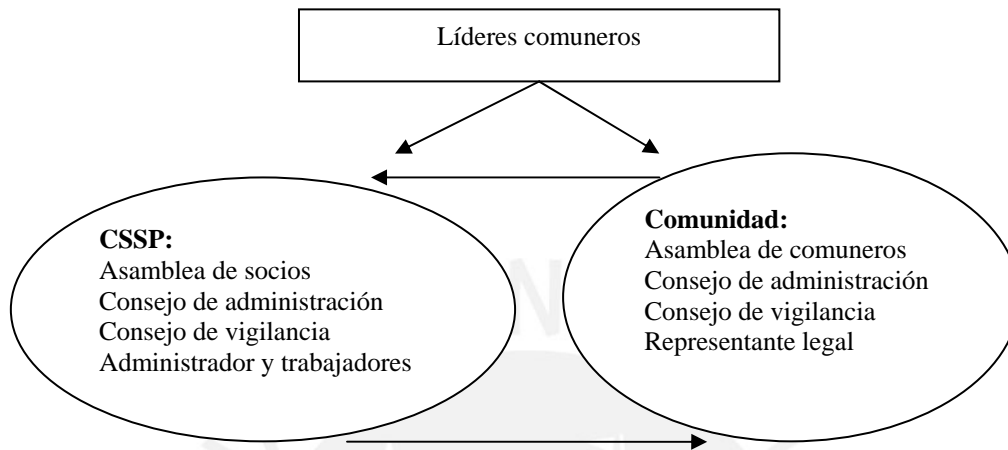 Líderes comuneros
CSSP:
Asamblea de socios
Consejo de administración
Consejo de vigilancia
Administrador y trabajadores
Comunidad:
Asamblea de comuneros
Consejo de administración
Consejo de vigilancia
Representante legal